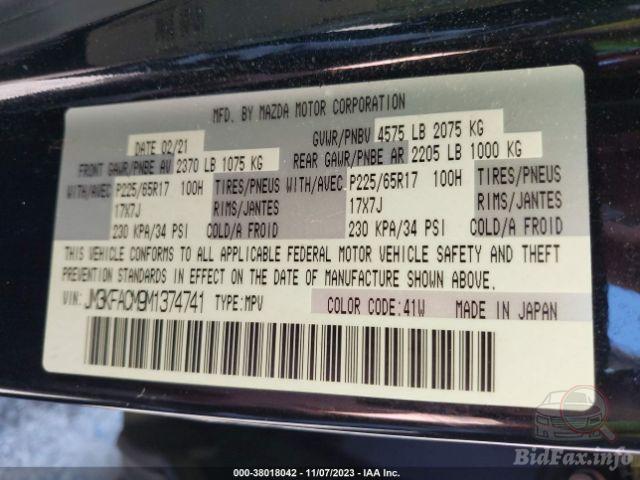 MFD. BY MAZDA MOTOR CORPORATION
DATE 02/21 GVWR/PNBV 4575 LB 2075 KG
FRONT GAWR/PNBE AV 2370 LB 1075 KG REAR GAWR/PNBE AR 2205 LB 1000 KG
WITH/AVEC P225/65R17 100H TIRES/PNEUS WITH/AVEC P225/65R17 100H TIRES/PNEUS
17X7J RIMS/JANTES 17X7J RIMS/JANTES
230 KPA/34 PSI COLD/A FROID 230 KPA/34 PSI COLD/A FROID
THIS VEHICLE CONFORMS TO ALL APPLICABLE FEDERAL MOTOR VEHICLE SAFETY AND THEFT
PREVENTION STANDARDS IN EFFECT ON THE DATE OF MANUFACTURE SHOWN ABOVE.
VIN: JM3KFACM9M1374741 TYPE:MPV COLOR CODE:41W MADE IN JAPAN
000-38018042 - 11/07/2023 - IAA Inc.
BidFax.info